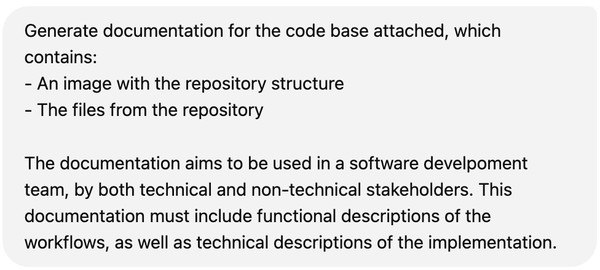 Generate documentation for the code base attached, which
contains:
- An image with the repository structure
- The files from the repository
The documentation aims to be used in a software develpoment
team, by both technical and non-technical stakeholders. This
documentation must include functional descriptions of the
workflows, as well as technical descriptions of the implementation.